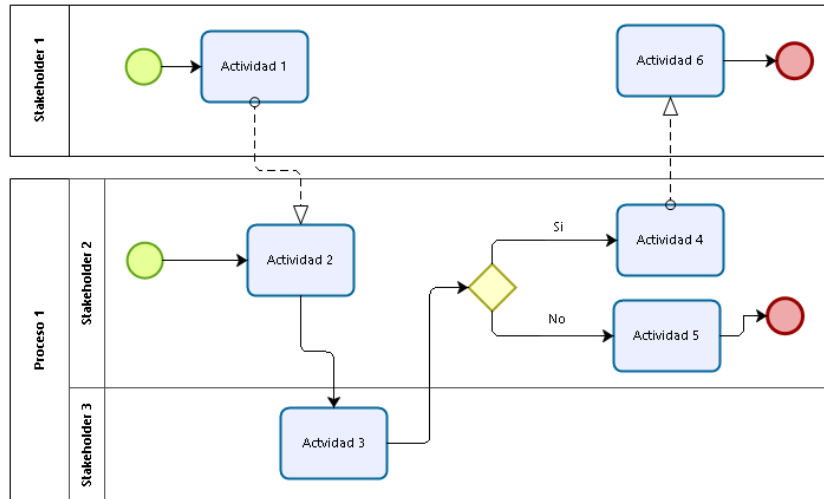 Stakeholder 1
Actividad 1
Actividad 6
Proceso 1
Stakeholder 2
Actividad 2
Si
Actividad 4
No
Actividad 5
Stakeholder 3
Actvidad 3